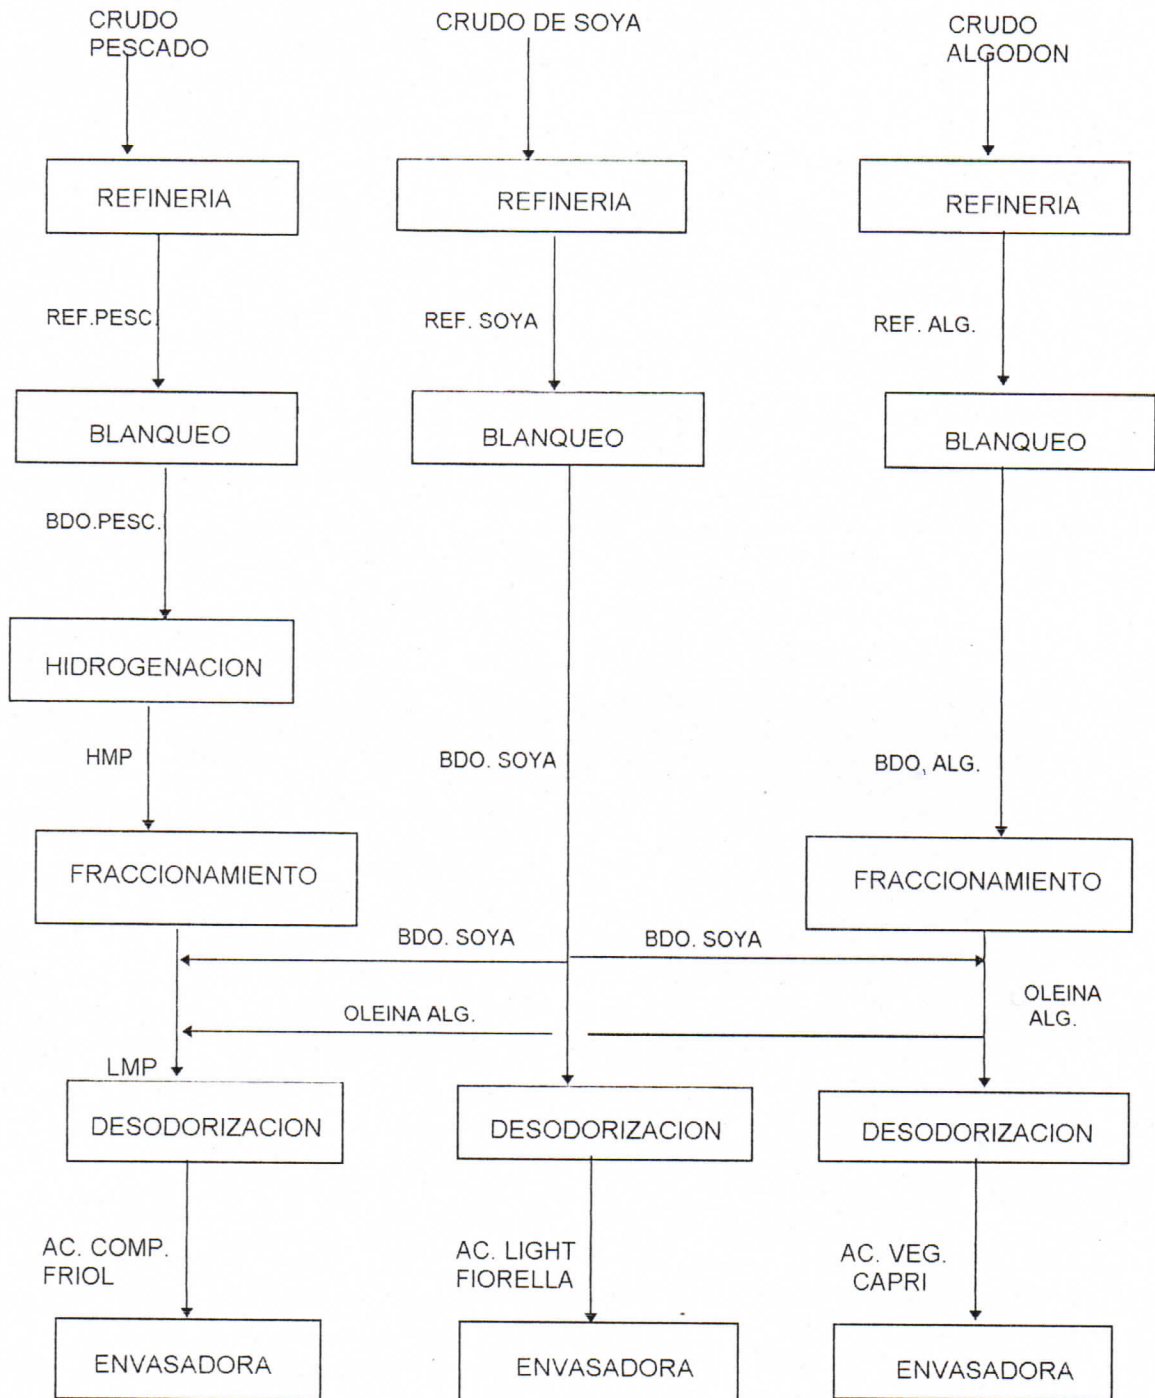 CRUDO
PESCADO
CRUDO DE SOYA
CRUDO
ALGODON
REFINERIA
REFINERIA
REFINERIA
REF.PESC.
REF. SOYA
REF. ALG.
BLANQUEO
BLANQUEO
BLANQUEO
BDO.PESC.
HIDROGENACION
HMP
BDO. SOYA
BDO, ALG.
FRACCIONAMIENTO
FRACCIONAMIENTO
BDO. SOYA
BDO. SOYA
OLEINA ALG.
OLEINA
ALG.
LMP
DESODORIZACION
DESODORIZACION
DESODORIZACION
AC. COMP.
FRIOL
AC. LIGHT
FIORELLA
AC. VEG.
CAPRI
ENVASADORA
ENVASADORA
ENVASADORA